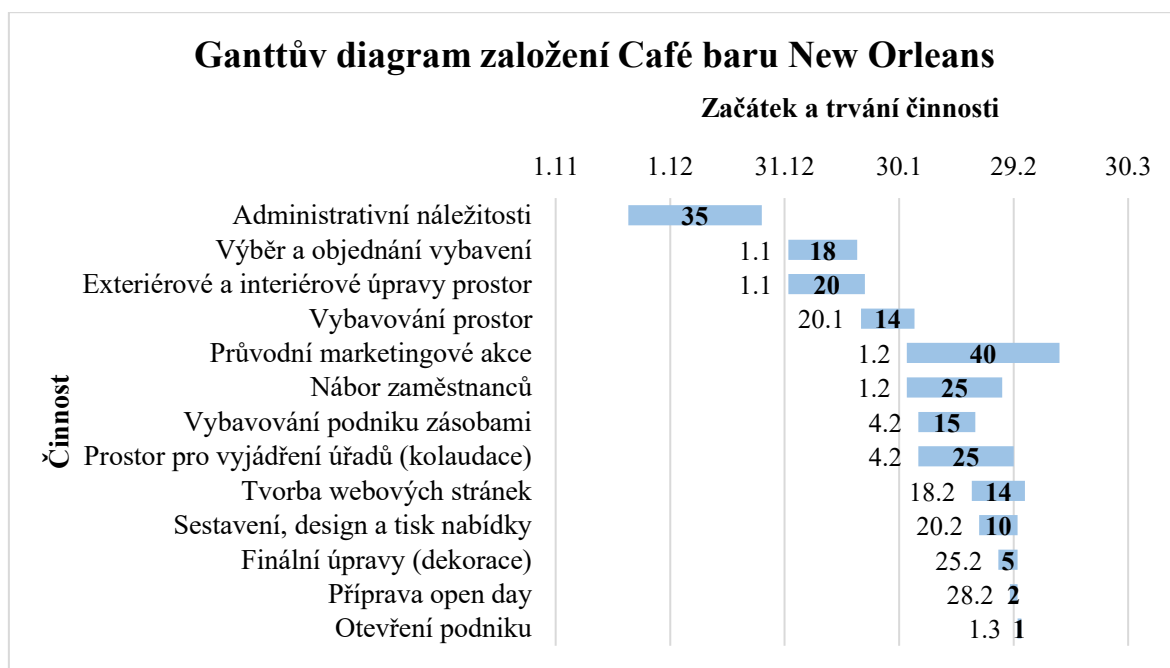 Ganttův diagram založení Café baru New Orleans
Začátek a trvání činnosti
1.11 1.12 31.12 30.1 29.2 30.3
Činnost
Administrativní náležitosti 35
Výběr a objednání vybavení 1.1 18
Exteriérové a interiérové úpravy prostor 1.1 20
Vybavování prostor 20.1 14
Průvodní marketingové akce 1.2 40
Nábor zaměstnanců 1.2 25
Vybavování podniku zásobami 4.2 15
Prostor pro vyjádření úřadů (kolaudace) 4.2 25
Tvorba webových stránek 18.2 14
Sestavení, design a tisk nabídky 20.2 10
Finální úpravy (dekorace) 25.2 5
Příprava open day 28.2 2
Otevření podniku 1.3 1